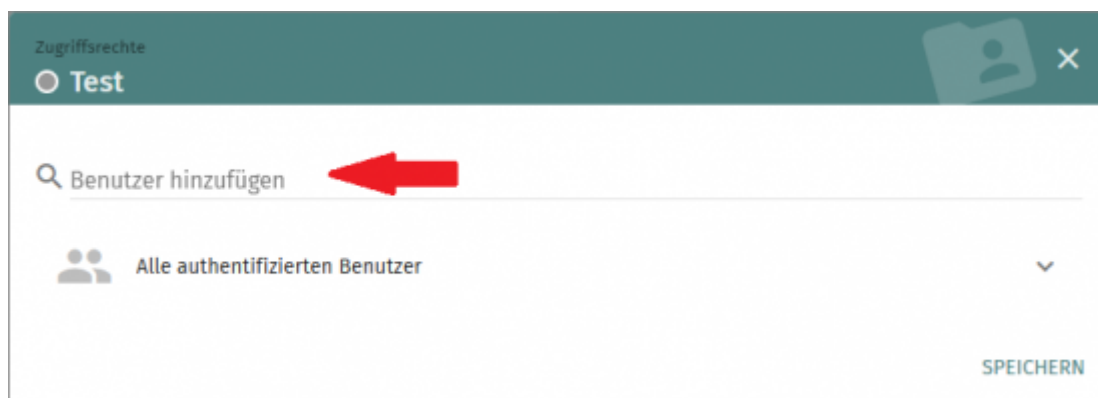 Zugriffsrechte
Test
Benutzer hinzufügen
Alle authentifizierten Benutzer
SPEICHERN